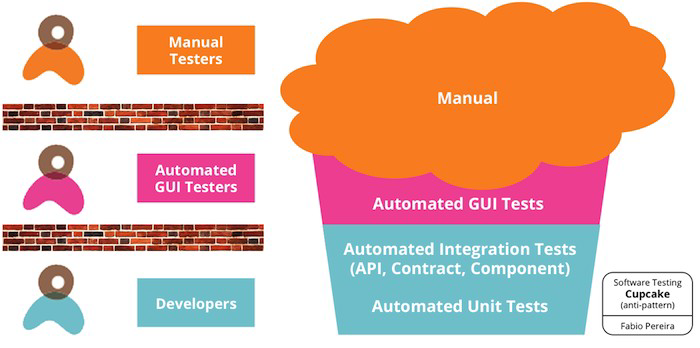 Manual
Testers
Manual
Automated
GUI Testers
Automated GUI Tests
Automated Integration Tests
(API, Contract, Component)
Developers
Automated Unit Tests
Software Testing
Cupcake
(anti-pattern)
Fabio Pereira